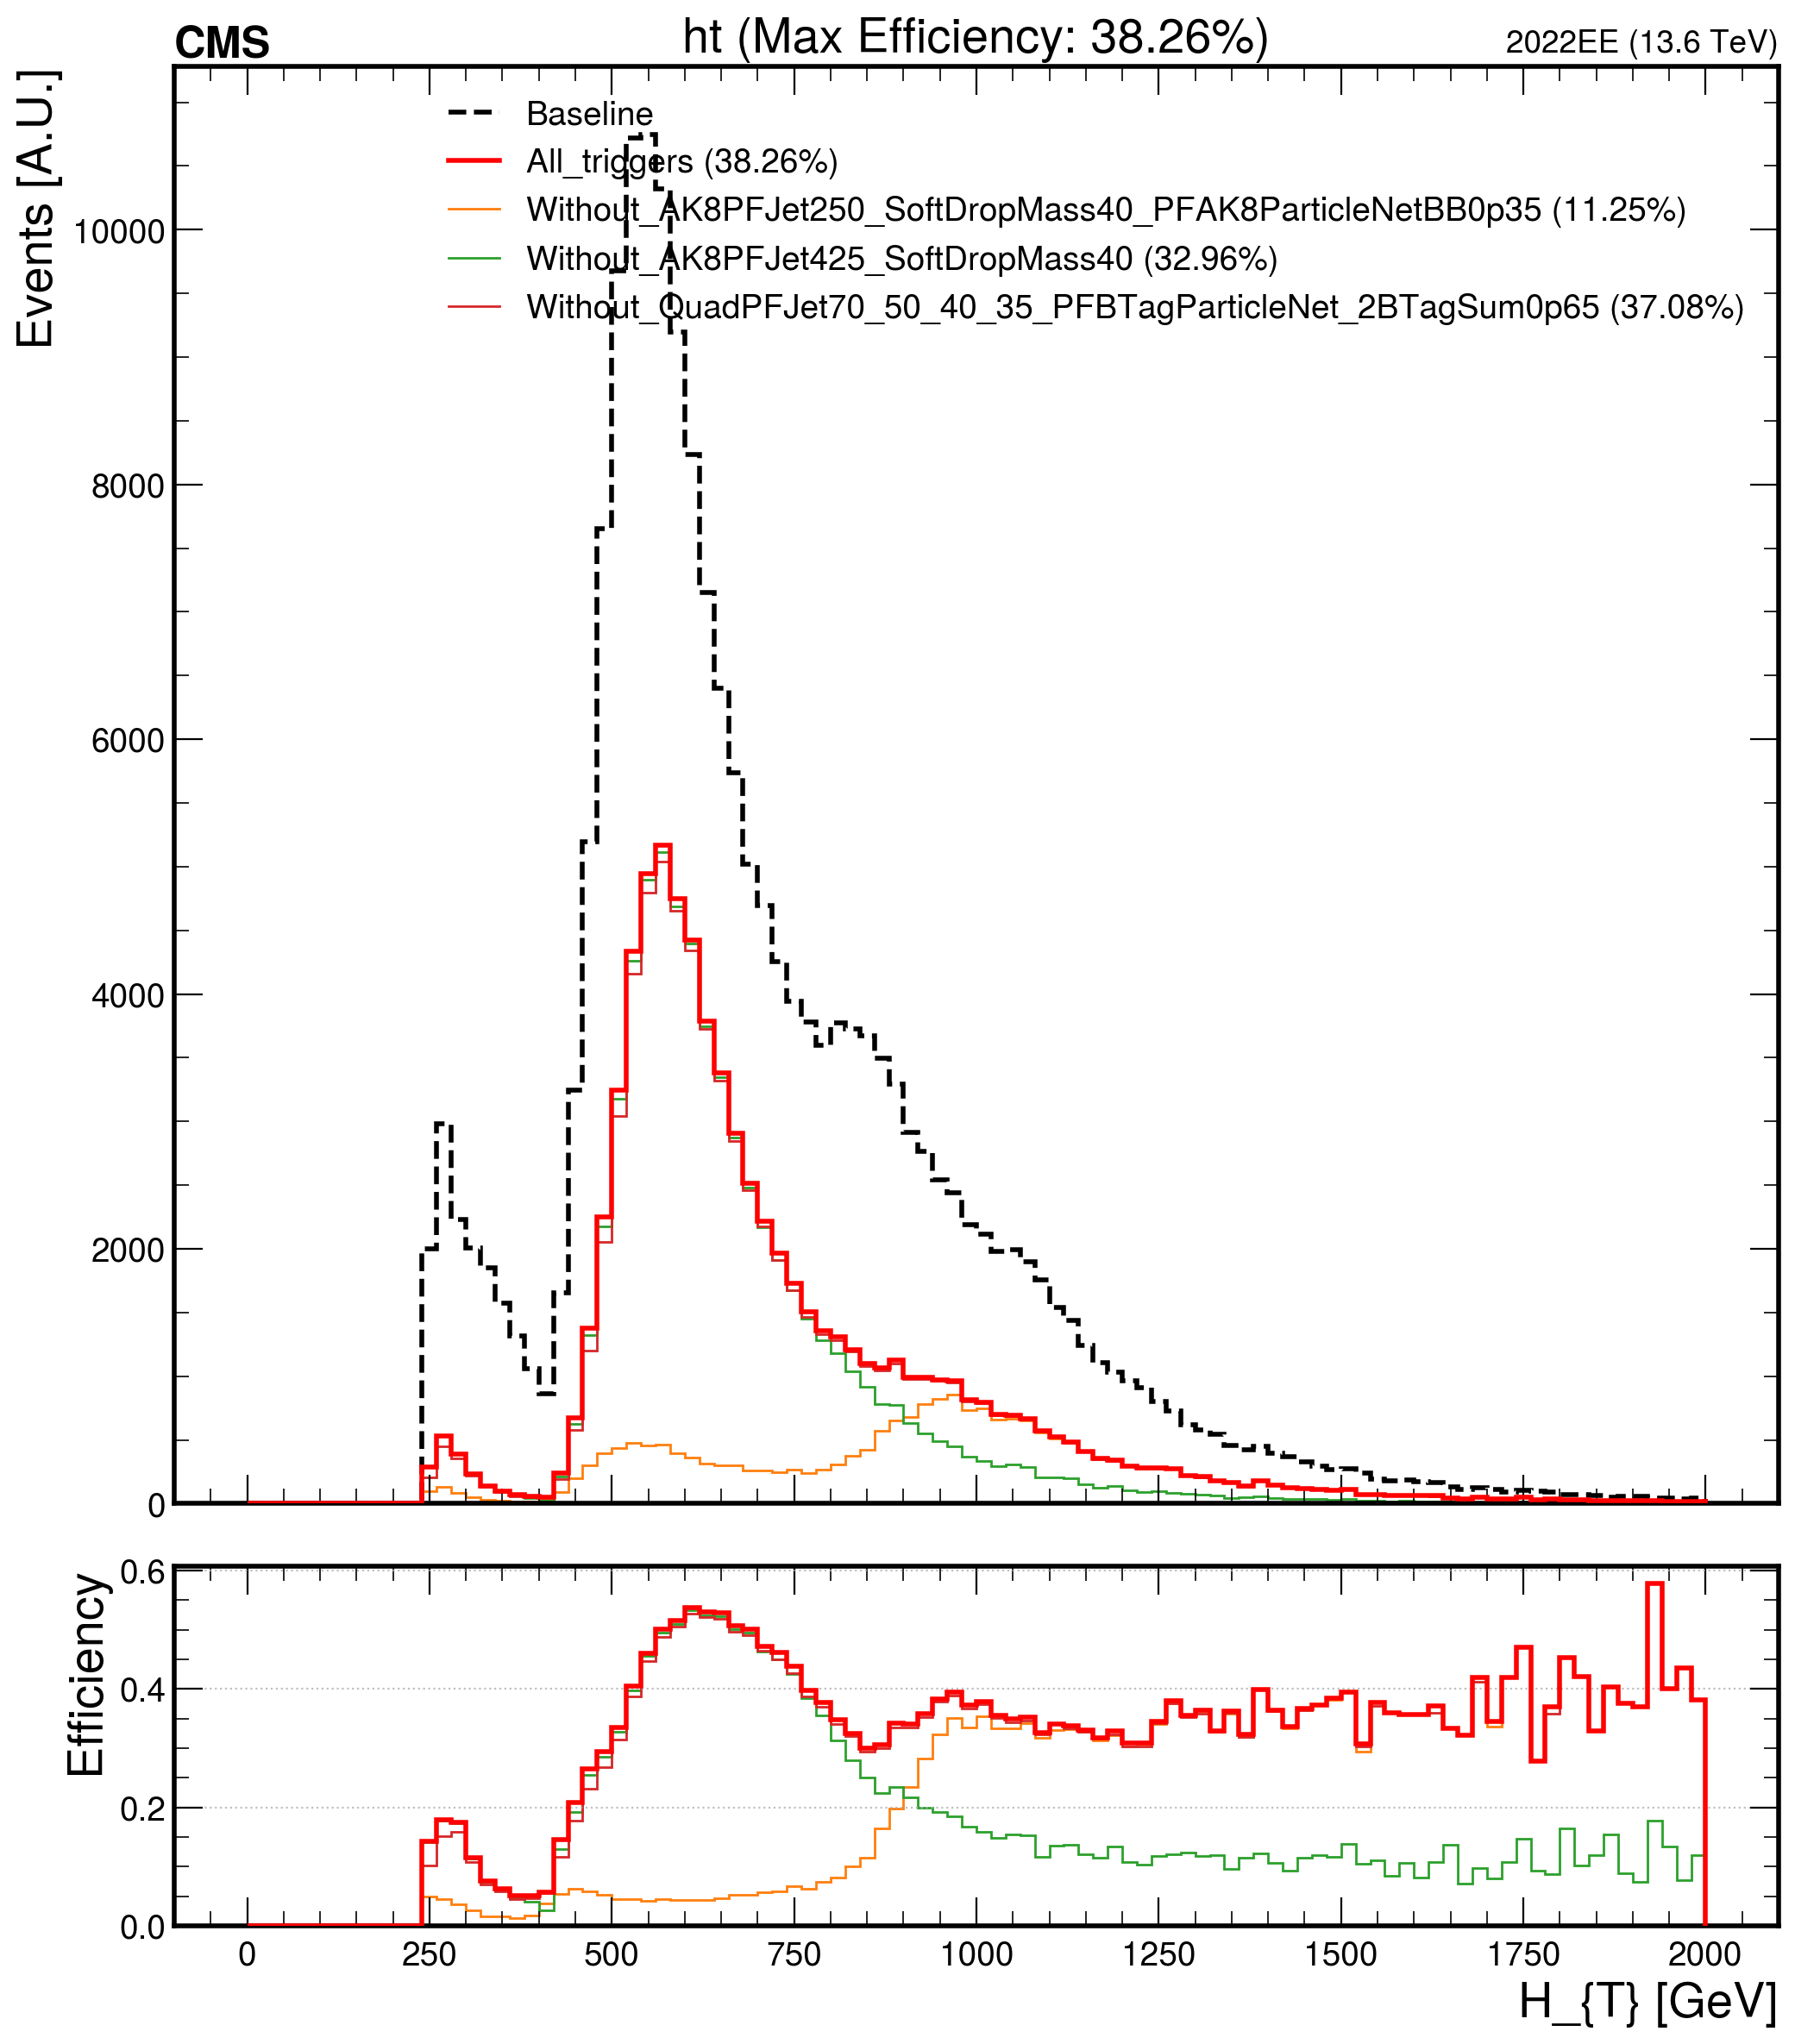 CMS ht (Max Efficiency: 38.26%) 2022EE (13.6 TeV)
Events [A.U.]
Baseline
All_triggers (38.26%)
Without_AK8PFJet250_SoftDropMass40_PFAK8ParticleNetBB0p35 (11.25%)
Without_AK8PFJet425_SoftDropMass40 (32.96%)
Without_QuadPFJet70_50_40_35_PFBTagParticleNet_2BTagSum0p65 (37.08%)
10000
8000
6000
4000
2000
0
Efficiency
0.6
0.4
0.2
0.0
0 250 500 750 1000 1250 1500 1750 2000
H_{T} [GeV]